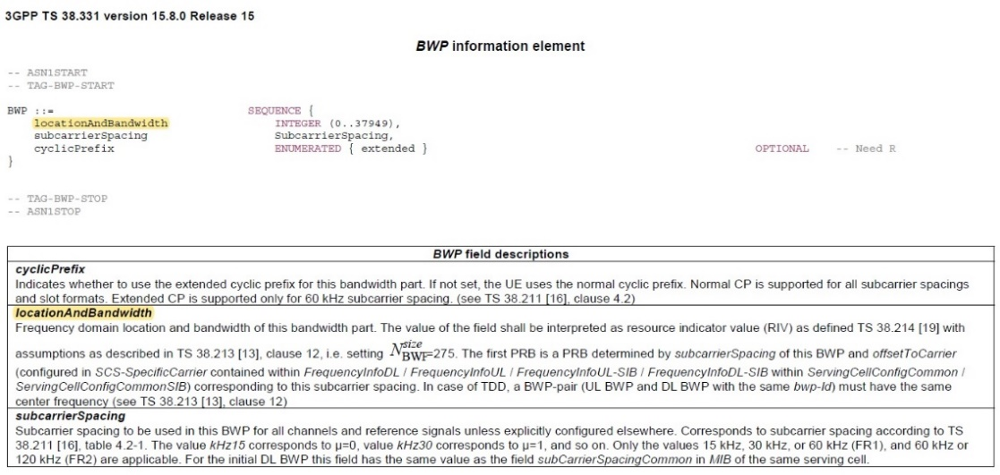 3GPP TS 38.331 version 15.8.0 Release 15
BWP information element
-- ASN1START
-- TAG-BWP-START
BWP ::= SEQUENCE {
locationAndBandwidth INTEGER (0..37949),
subcarrierSpacing SubcarrierSpacing,
cyclicPrefix ENUMERATED { extended } OPTIONAL -- Need R
}
-- TAG-BWP-STOP
-- ASN1STOP
BWP field descriptions
cyclicPrefix
Indicates whether to use the extended cyclic prefix for this bandwidth part. If not set, the UE uses the normal cyclic prefix. Normal CP is supported for all subcarrier spacings
and slot formats. Extended CP is supported only for 60 kHz subcarrier spacing. (see TS 38.211 [16], clause 4.2)
locationAndBandwidth
Frequency domain location and bandwidth of this bandwidth part. The value of the field shall be interpreted as resource indicator value (RIV) as defined TS 38.214 [19] with
assumptions as described in TS 38.213 [13], clause 12, i.e. setting N^size_BWP=275. The first PRB is a PRB determined by subcarrierSpacing of this BWP and offsetToCarrier
(configured in SCS-SpecificCarrier contained within FrequencyInfoDL / FrequencyInfoUL / FrequencyInfoUL-SIB / FrequencyInfoDL-SIB within ServingCellConfigCommon /
ServingCellConfigCommonSIB) corresponding to this subcarrier spacing. In case of TDD, a BWP-pair (UL BWP and DL BWP with the same bwp-Id) must have the same
center frequency (see TS 38.213 [13], clause 12)
subcarrierSpacing
Subcarrier spacing to be used in this BWP for all channels and reference signals unless explicitly configured elsewhere. Corresponds to subcarrier spacing according to TS
38.211 [16], table 4.2-1. The value kHz15 corresponds to μ=0, value kHz30 corresponds to μ=1, and so on. Only the values 15 kHz, 30 kHz, or 60 kHz (FR1), and 60 kHz or
120 kHz (FR2) are applicable. For the initial DL BWP this field has the same value as the field subCarrierSpacingCommon in MIB of the same serving cell.